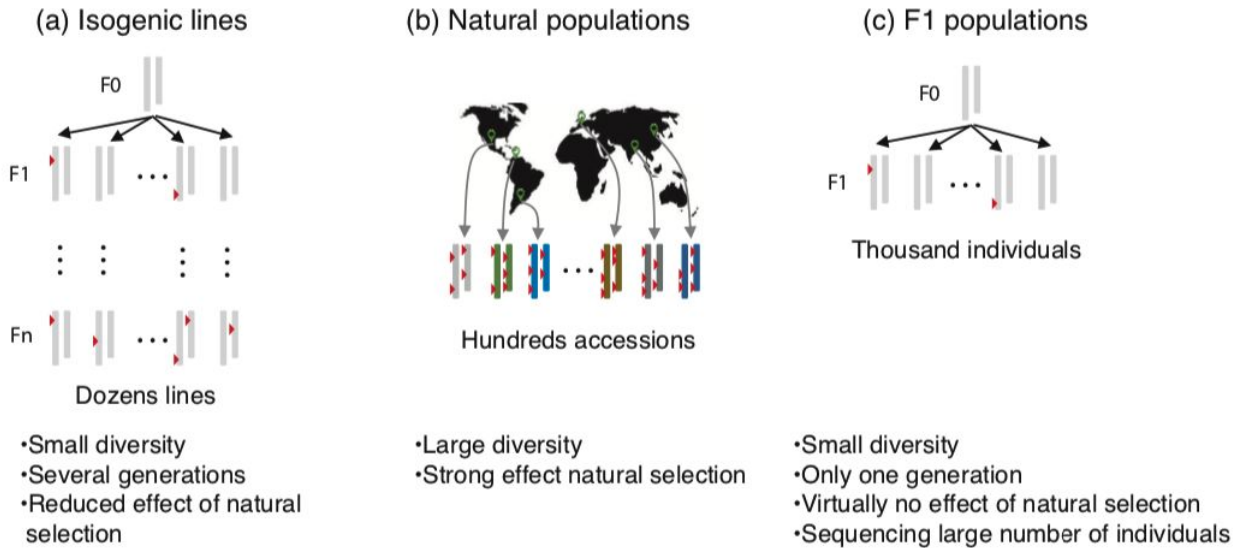 (a) Isogenic lines
F0
F1
Fn
Dozens lines
•Small diversity
•Several generations
•Reduced effect of natural
selection
(b) Natural populations
Hundreds accessions
•Large diversity
•Strong effect natural selection
(c) F1 populations
F0
F1
Thousand individuals
•Small diversity
•Only one generation
•Virtually no effect of natural selection
•Sequencing large number of individuals